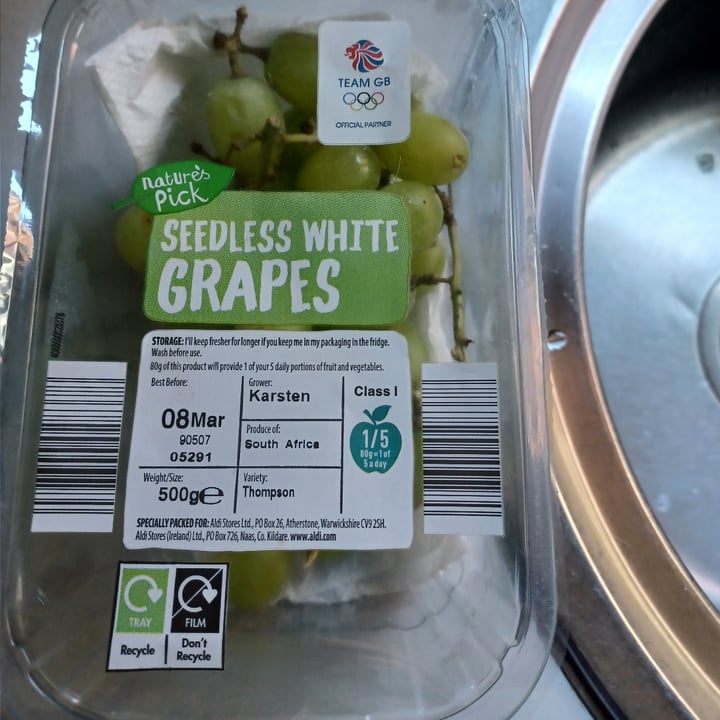 TEAM GB
OFFICIAL PARTNER
nature's
pick
SEEDLESS WHITE
GRAPES
STORAGE: I'll keep fresher for longer if you keep me in my packaging in the fridge.
Wash before use.
80g of this product will provide 1 of your 5 daily portions of fruit and vegetables.
Best Before:
08Mar
90507
05291
Grower:
Karsten
Class I
Produce of:
South Africa
1/5
80g=1 of
5 a day
Weight/Size:
500g e
Variety:
Thompson
SPECIALLY PACKED FOR: Aldi Stores Ltd., PO Box 26, Atherstone, Warwickshire CV9 2SH.
Aldi Stores (Ireland) Ltd., PO Box 726, Naas, Co. Kildare. www.aldi.com
TRAY
Recycle
FILM
Don't
Recycle